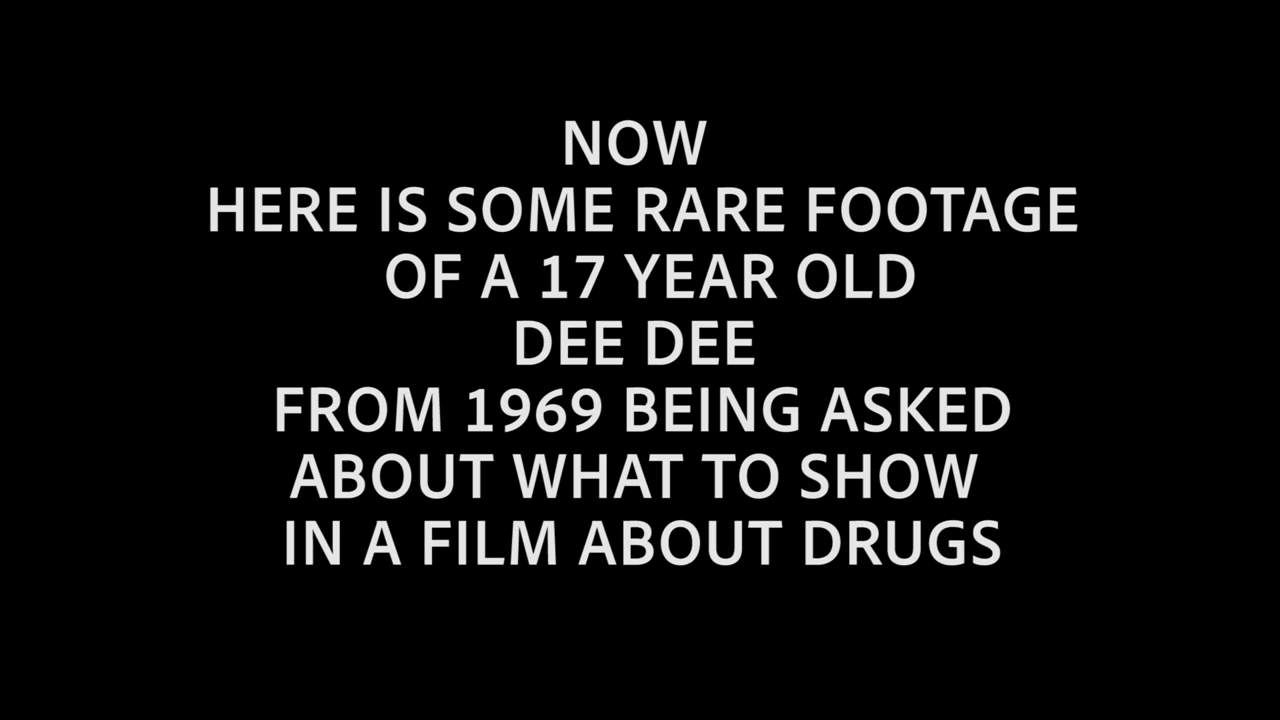 NOW
HERE IS SOME RARE FOOTAGE
OF A 17 YEAR OLD
DEE DEE
FROM 1969 BEING ASKED
ABOUT WHAT TO SHOW
IN A FILM ABOUT DRUGS